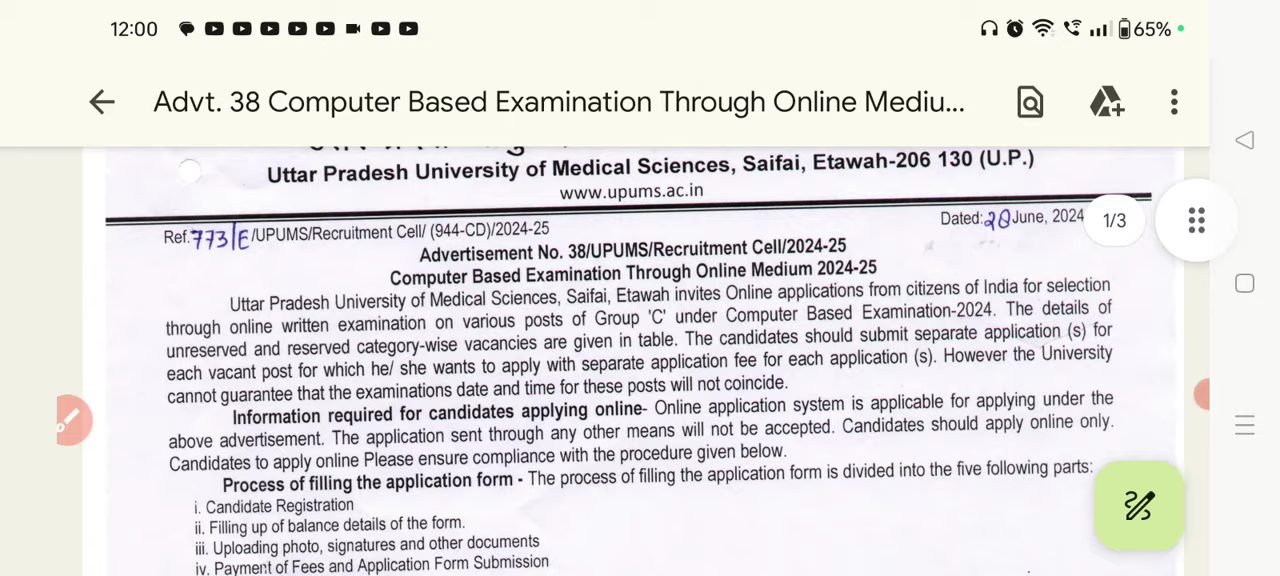 12:00
65%
Advt. 38 Computer Based Examination Through Online Mediu...
Uttar Pradesh University of Medical Sciences, Saifai, Etawah-206 130 (U.P.)
www.upums.ac.in
1/3
Ref.773/E/UPUMS/Recruitment Cell/ (944-CD)/2024-25 Dated:20 June, 2024
Advertisement No. 38/UPUMS/Recruitment Cell/2024-25
Computer Based Examination Through Online Medium 2024-25
Uttar Pradesh University of Medical Sciences, Saifai, Etawah invites Online applications from citizens of India for selection
through online written examination on various posts of Group 'C' under Computer Based Examination-2024. The details of
unreserved and reserved category-wise vacancies are given in table. The candidates should submit separate application (s) for
each vacant post for which he/ she wants to apply with separate application fee for each application (s). However the University
cannot guarantee that the examinations date and time for these posts will not coincide.
Information required for candidates applying online- Online application system is applicable for applying under the
above advertisement. The application sent through any other means will not be accepted. Candidates should apply online only.
Candidates to apply online Please ensure compliance with the procedure given below.
Process of filling the application form - The process of filling the application form is divided into the five following parts:
i. Candidate Registration
ii. Filling up of balance details of the form.
iii. Uploading photo, signatures and other documents
iv. Payment of Fees and Application Form Submission